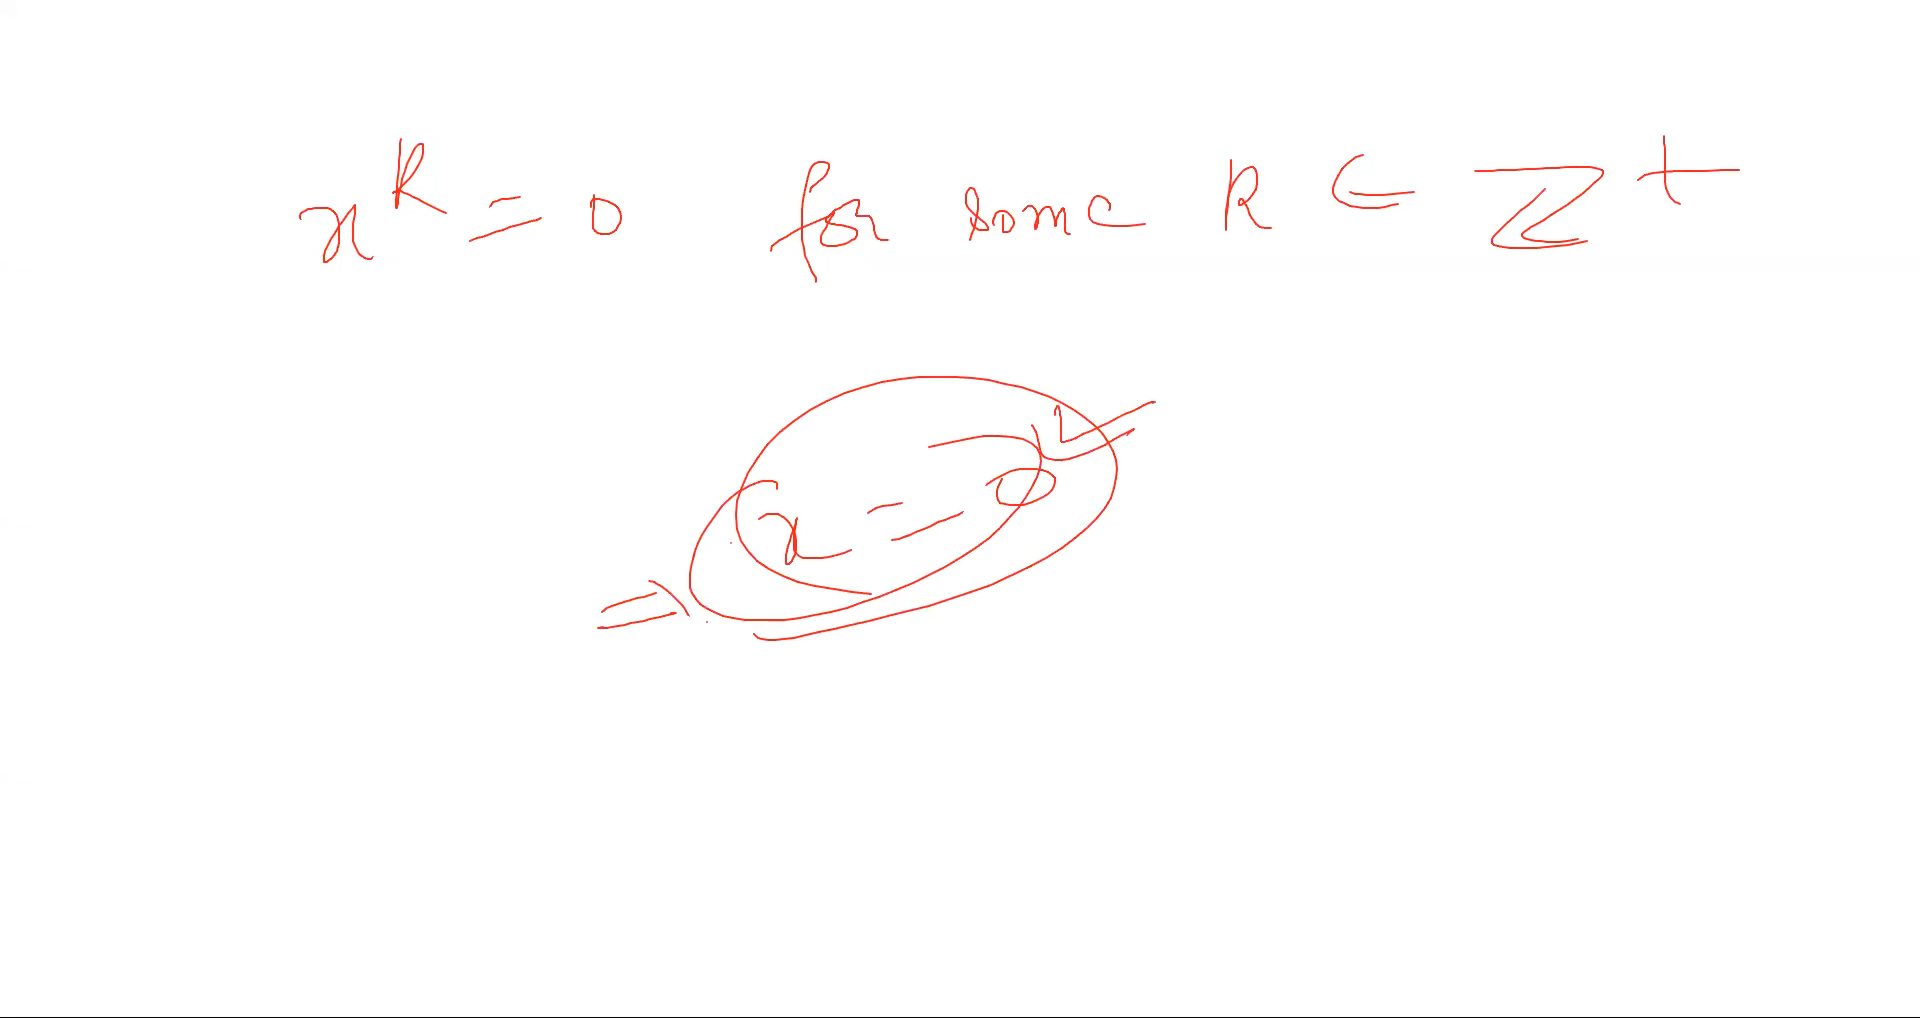 x^k = 0 for some k ∈ Z^+
⇒ x = 0 ⇐